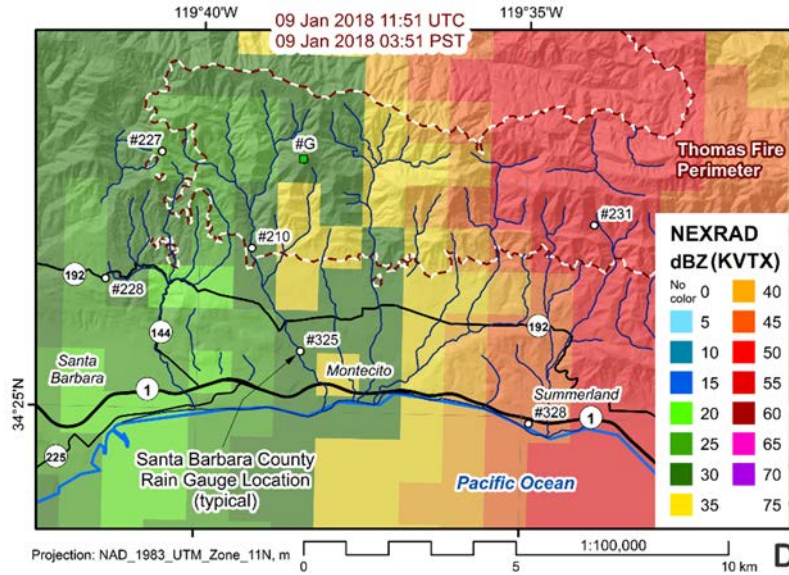 119°40'
119°35'
09 Jan 2018 11:51 UTC
09 Jan 2018 03:51 PST
#227
#G
Thomas Fire
Perimeter
#231
#210
192
#228
144
192
#325
Santa
Barbara
Montecito
Summerland
1
#328
1
34°25'
225
Santa Barbara County
Rain Gauge Location
(typical)
Pacific Ocean
NEXRAD
dBZ (KVTX)
No color 0 40
5 45
10 50
15 55
20 60
25 65
30 70
35 75
Projection: NAD_1983_UTM_Zone_11N, m
1:100,000
0 5 10 km
D